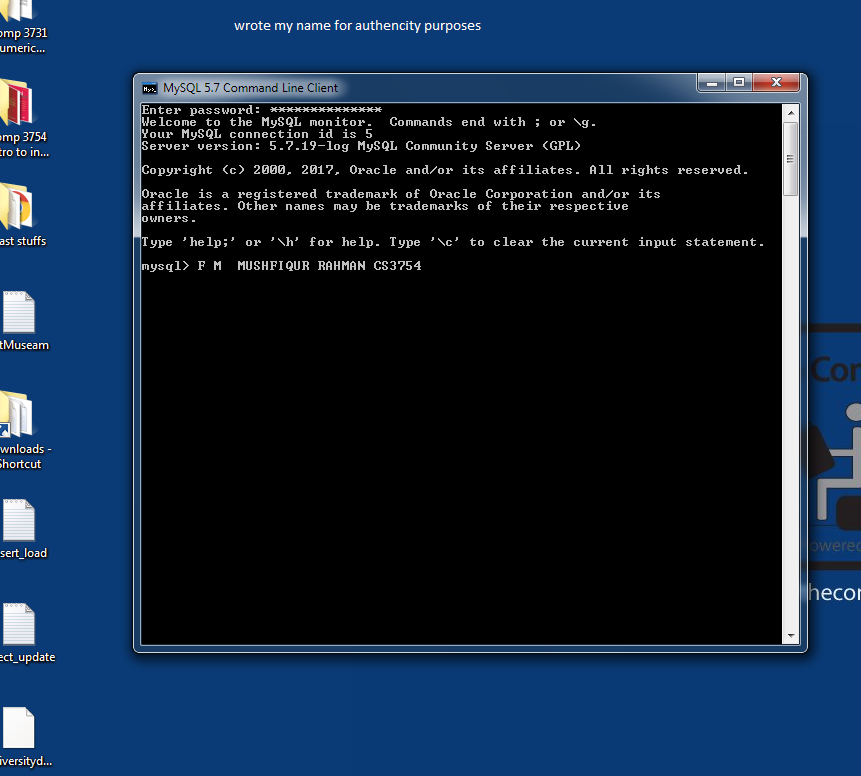 wrote my name for authencity purposes
omp 3731
umeric...
omp 3754
tro to in...
ast stuffs
tMuseam
wnloads -
Shortcut
sert_load
ect_update
iversityd...
MySQL 5.7 Command Line Client
Enter password: **************
Welcome to the MySQL monitor.  Commands end with ; or \g.
Your MySQL connection id is 5
Server version: 5.7.19-log MySQL Community Server (GPL)
Copyright (c) 2000, 2017, Oracle and/or its affiliates. All rights reserved.
Oracle is a registered trademark of Oracle Corporation and/or its
affiliates. Other names may be trademarks of their respective
owners.
Type 'help;' or '\h' for help. Type '\c' to clear the current input statement.
mysql> F M  MUSHFIQUR RAHMAN CS3754
Con
owered
hecor